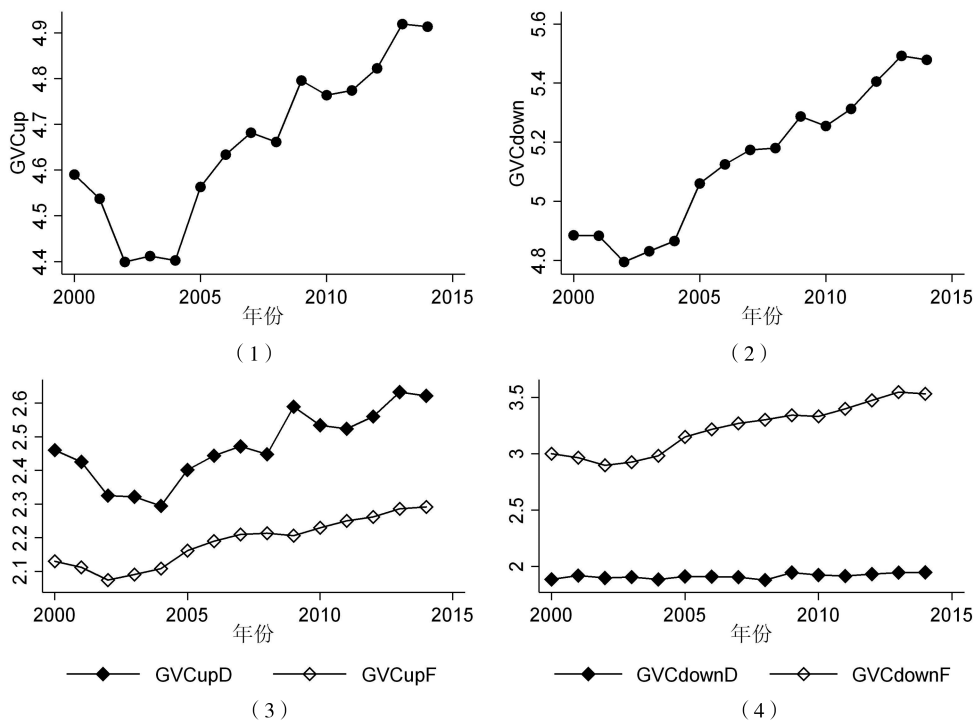 GVCup
4.9
4.8
4.7
4.6
4.5
4.4
2000 2005 2010 2015
年份
（1）
GVCdown
5.6
5.4
5.2
5
4.8
2000 2005 2010 2015
年份
（2）
2.6
2.5
2.4
2.3
2.2
2.1
2000 2005 2010 2015
年份
GVCupD GVCupF
（3）
3.5
3
2.5
2
2000 2005 2010 2015
年份
GVCdownD GVCdownF
（4）